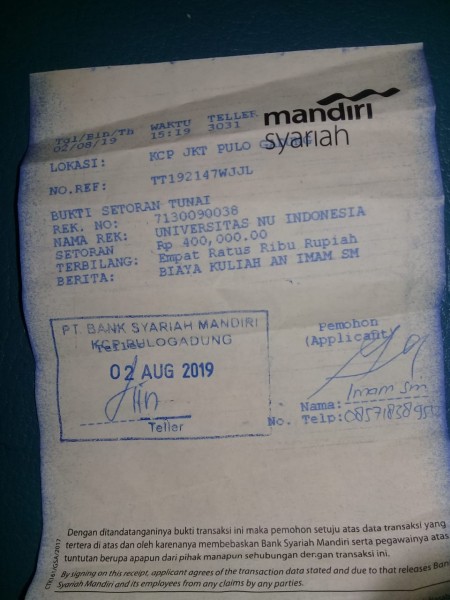 mandiri
syariah
Tgl/Bln/Th WAKTU TELLER
02/08/19 15:19 3031
LOKASI: KCP JKT PULO
NO.REF: TT192147WJJL
BUKTI SETORAN TUNAI
REK. NO: 7130090038
NAMA REK: UNIVERSITAS NU INDONESIA
SETORAN Rp 400,000.00
TERBILANG: Empat Ratus Ribu Rupiah
BERITA: BIAYA KULIAH AN IMAM SM
PT. BANK SYARIAH MANDIRI
KCP PULOGADUNG
Teller
02 AUG 2019
Teller
Pemohon
(Applicant)
Nama: Imam Sm
No. Telp:
Dengan ditandatanganinya bukti transaksi ini maka pemohon setuju atas data transaksi yang
tertera di atas dan oleh karenanya membebaskan Bank Syariah Mandiri serta pegawainya atas
tuntutan berupa apapun dari pihak manapun sehubungan dengan transaksi ini.
By signing on this receipt, applicant agrees of the transaction data stated and due to that releases Bank
Syariah Mandiri and its employees from any claims by any parties.